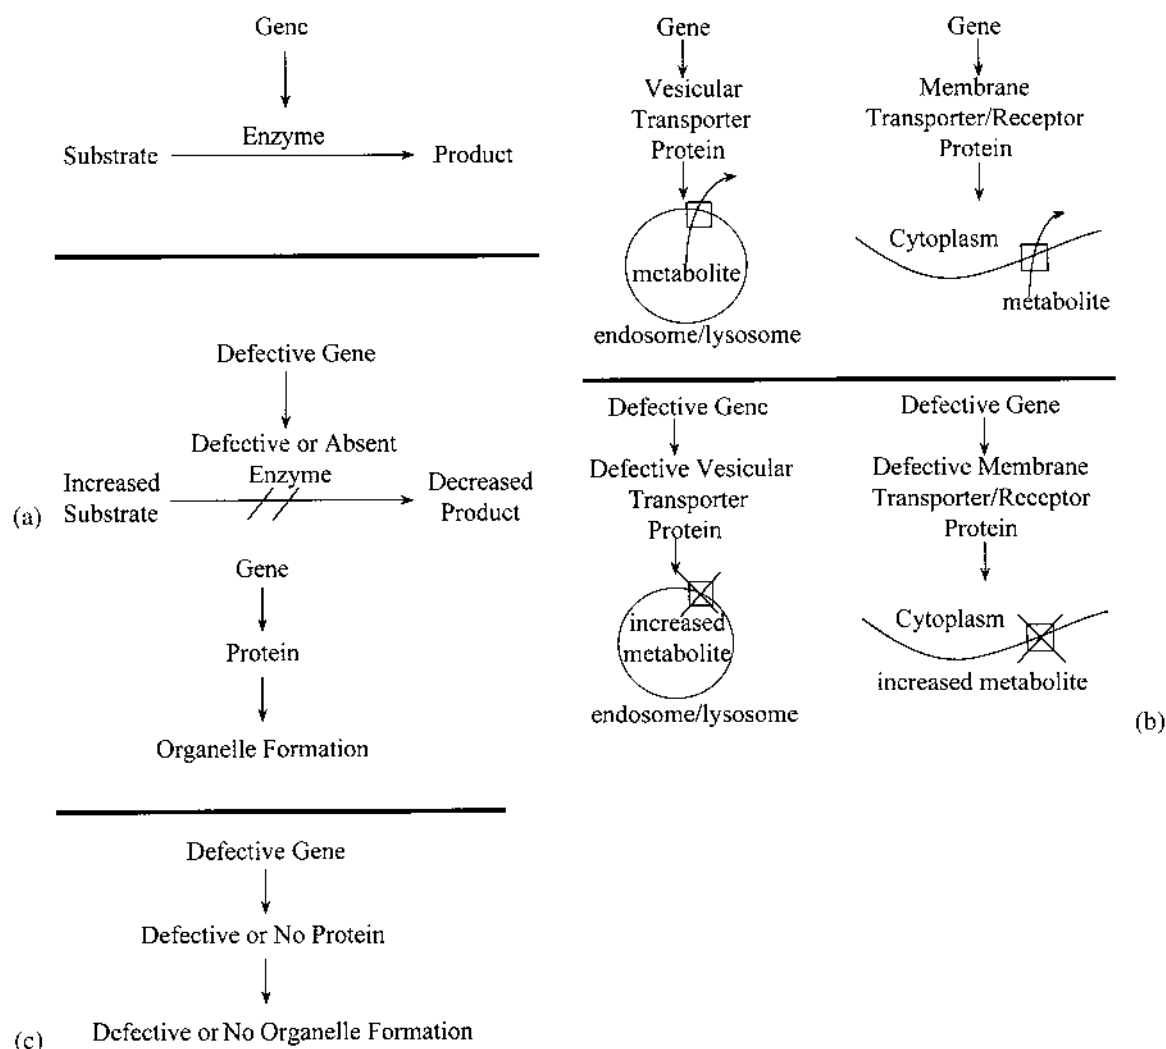 Gene
Enzyme
Substrate
Product
Defective Gene
Defective or Absent
Enzyme
Increased
Substrate
Decreased
Product
(a)
Gene
Vesicular
Transporter
Protein
metabolite
endosome/lysosome
Gene
Membrane
Transporter/Receptor
Protein
Cytoplasm
metabolite
Defective Gene
Defective Vesicular
Transporter
Protein
increased
metabolite
endosome/lysosome
Defective Gene
Defective Membrane
Transporter/Receptor
Protein
Cytoplasm
increased metabolite
(b)
Gene
Protein
Organelle Formation
Defective Gene
Defective or No Protein
Defective or No Organelle Formation
(c)